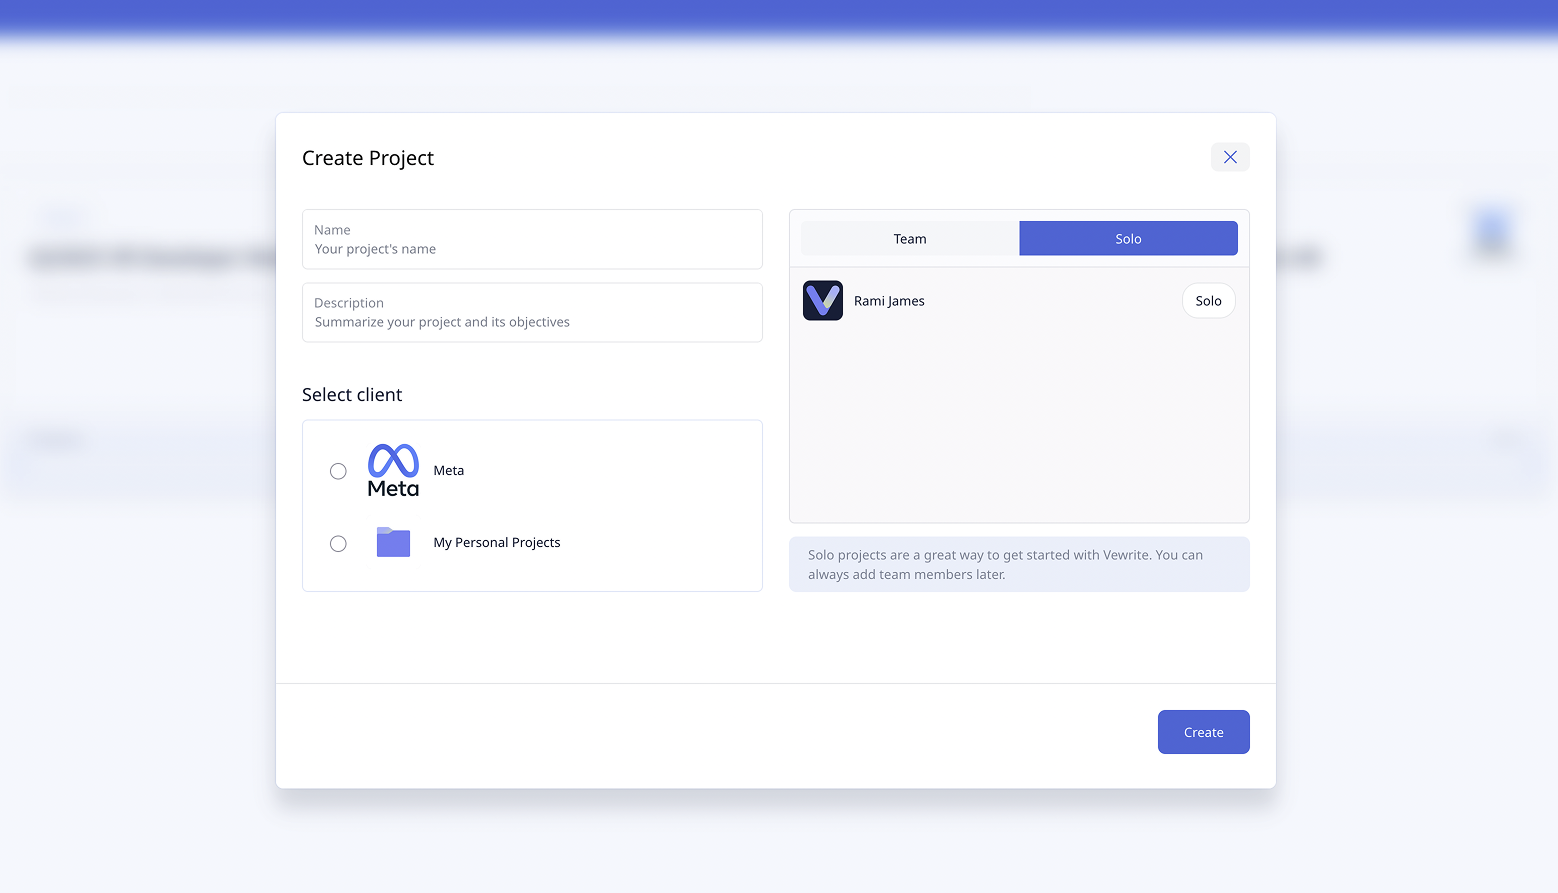 Create Project
Name
Your project's name
Description
Summarize your project and its objectives
Select client
Meta
Meta
My Personal Projects
Team
Solo
Rami James
Solo
Solo projects are a great way to get started with Vewrite. You can
always add team members later.
Create